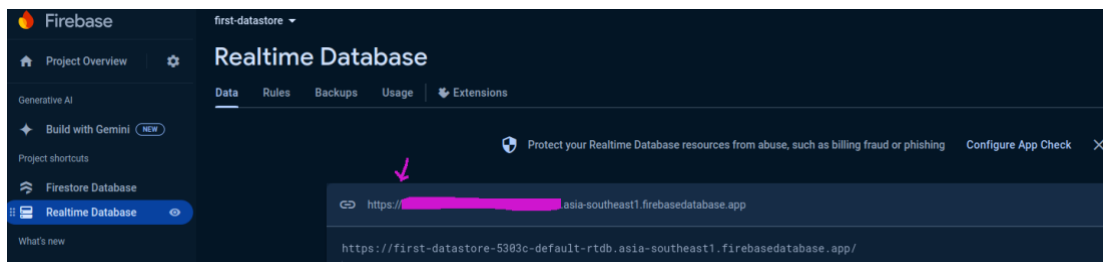 Firebase
first-datastore
Project Overview
Realtime Database
Generative AI
Data Rules Backups Usage Extensions
Build with Gemini NEW
Protect your Realtime Database resources from abuse, such as billing fraud or phishing Configure App Check
Project shortcuts
Firestore Database
Realtime Database
https:// .asia-southeast1.firebasedatabase.app
What's new
https://first-datastore-5303c-default-rtdb.asia-southeast1.firebasedatabase.app/